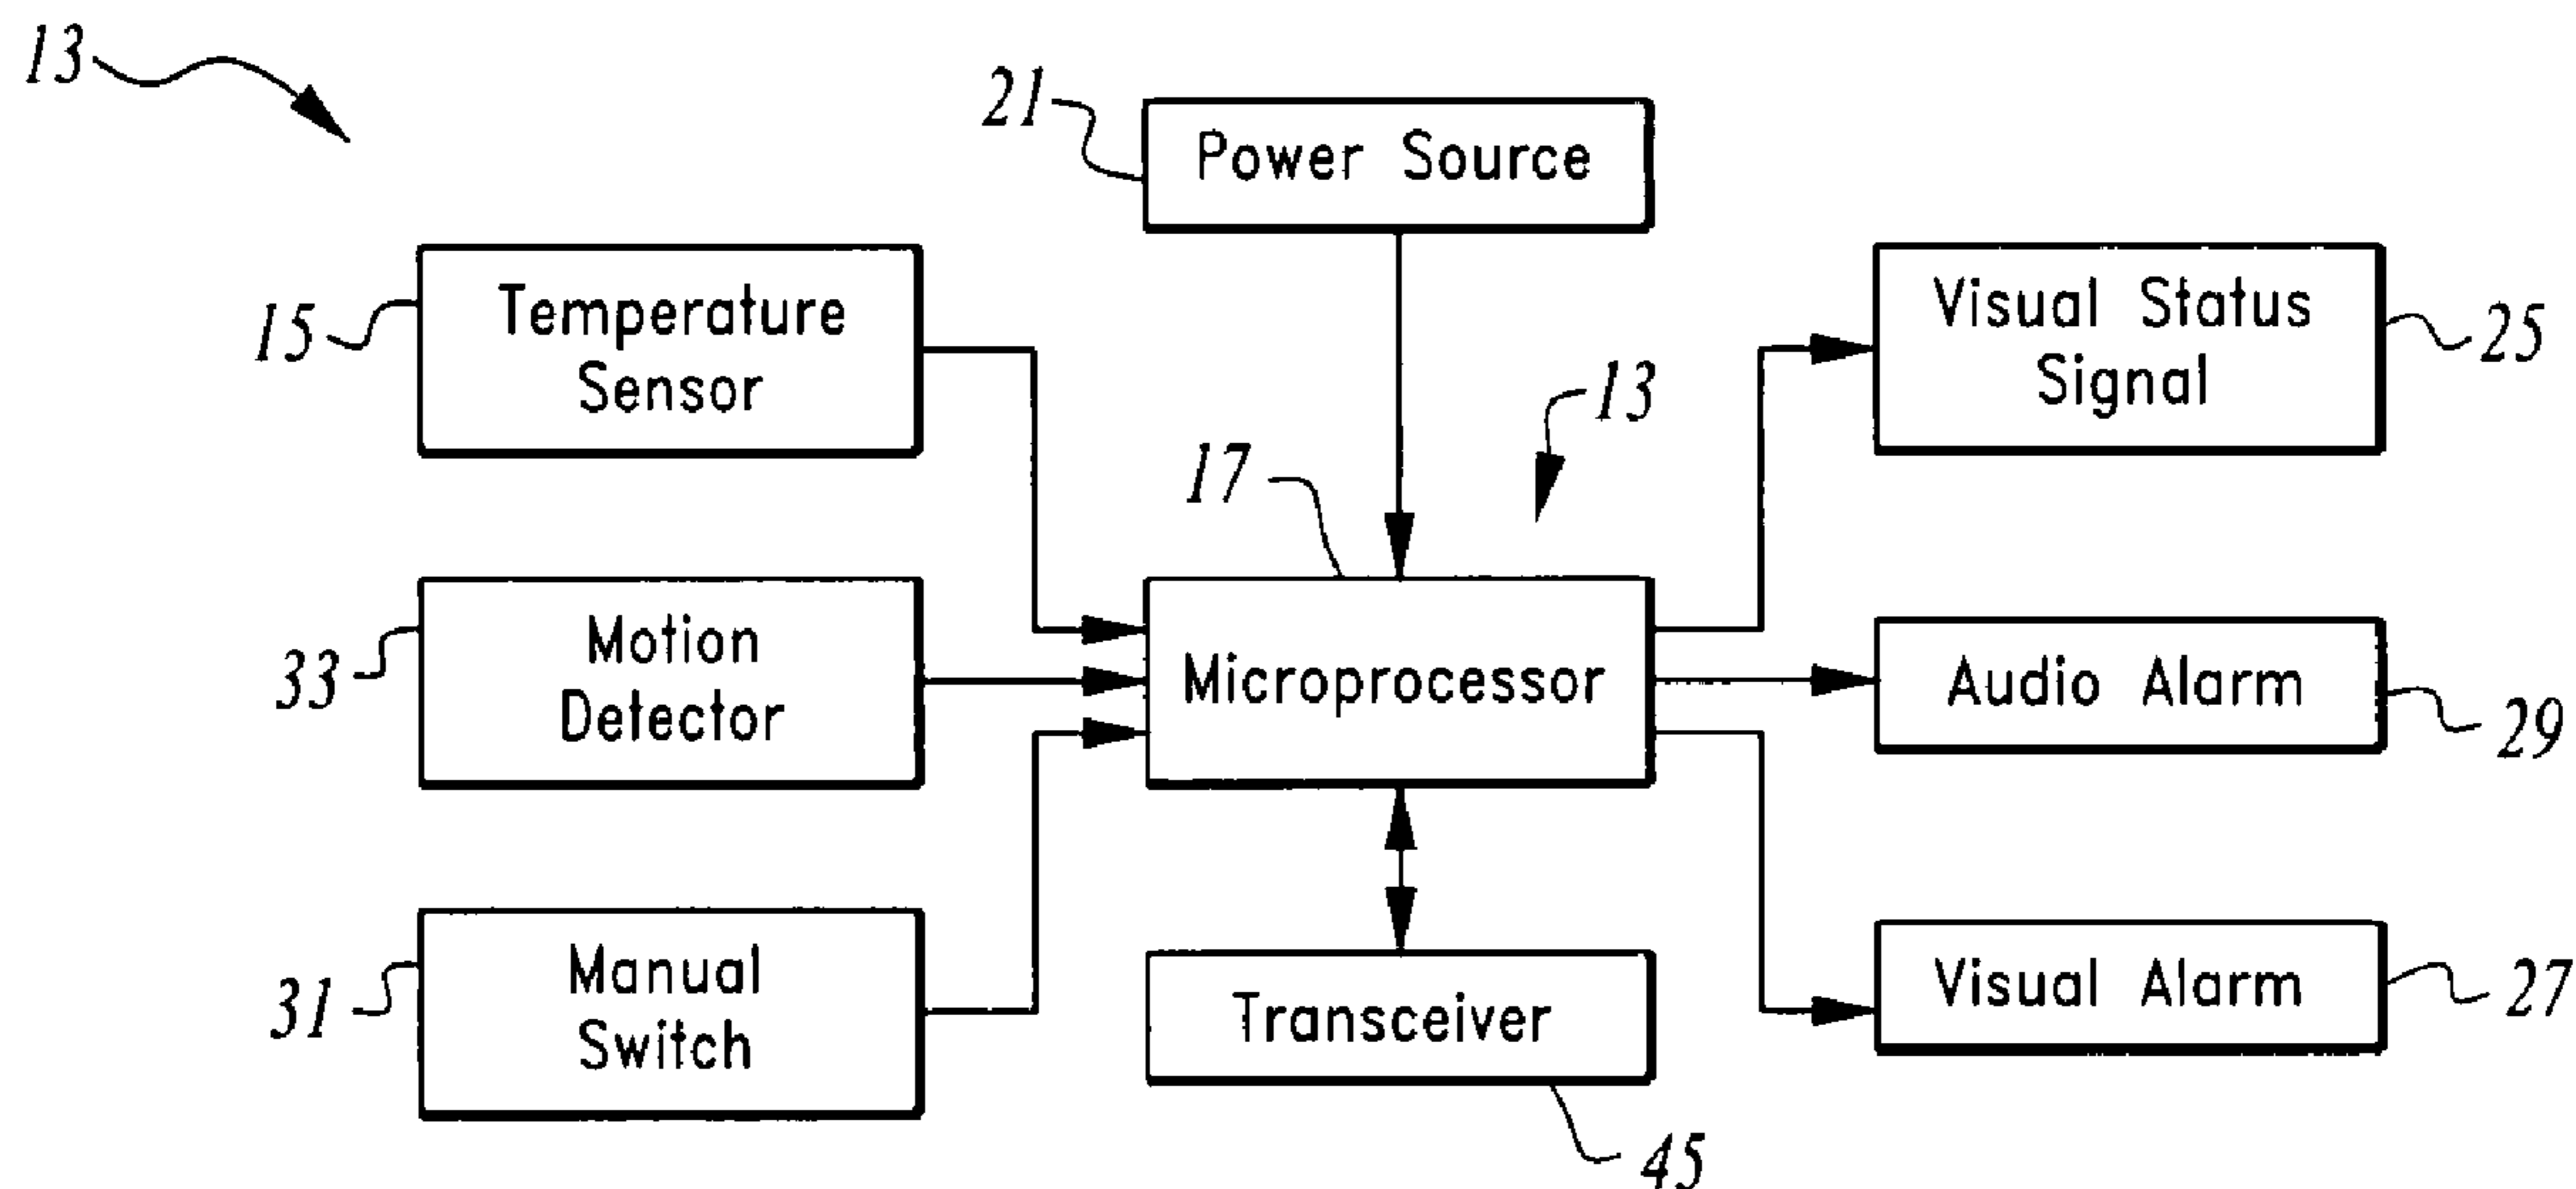 13
21
Power Source
15
Temperature
Sensor
Visual Status
Signal
25
13
17
33
Motion
Detector
Microprocessor
Audio Alarm
29
31
Manual
Switch
Transceiver
45
Visual Alarm
27